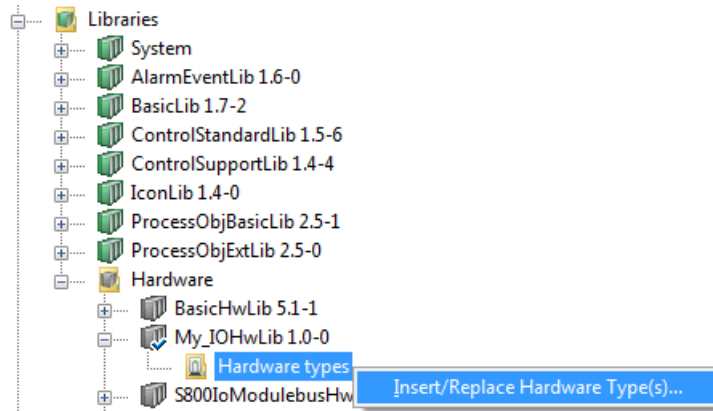 Libraries
System
AlarmEventLib 1.6-0
BasicLib 1.7-2
ControlStandardLib 1.5-6
ControlSupportLib 1.4-4
IconLib 1.4-0
ProcessObjBasicLib 2.5-1
ProcessObjExtLib 2.5-0
Hardware
BasicHwLib 5.1-1
My_IOHwLib 1.0-0
Hardware types
Insert/Replace Hardware Type(s)...
S800IoModulebusHw